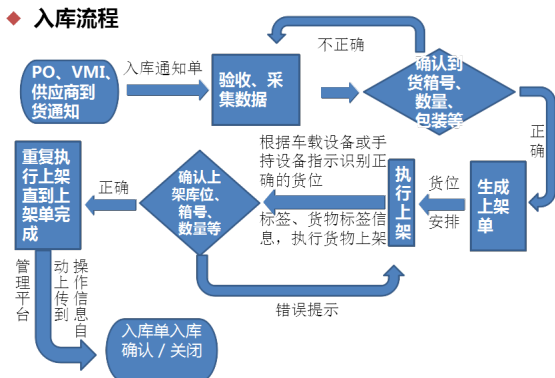 入库流程
PO、VMI、
供应商到
货通知
入库通知单
验收、采
集数据
不正确
确认到
货箱号、
数量、
包装等
正
确
生成
上架
单
货位
安排
执
行
上
架
根据车载设备或手
持设备指示识别正
确的货位
标签、货物标签信
息，执行货物上架
确认上
架库位、
箱号、
数量等
错误提示
正确
重复执
行上架
直到上
架单完
成
操作信息自
动上传到
管理平台
入库单入库
确认/关闭